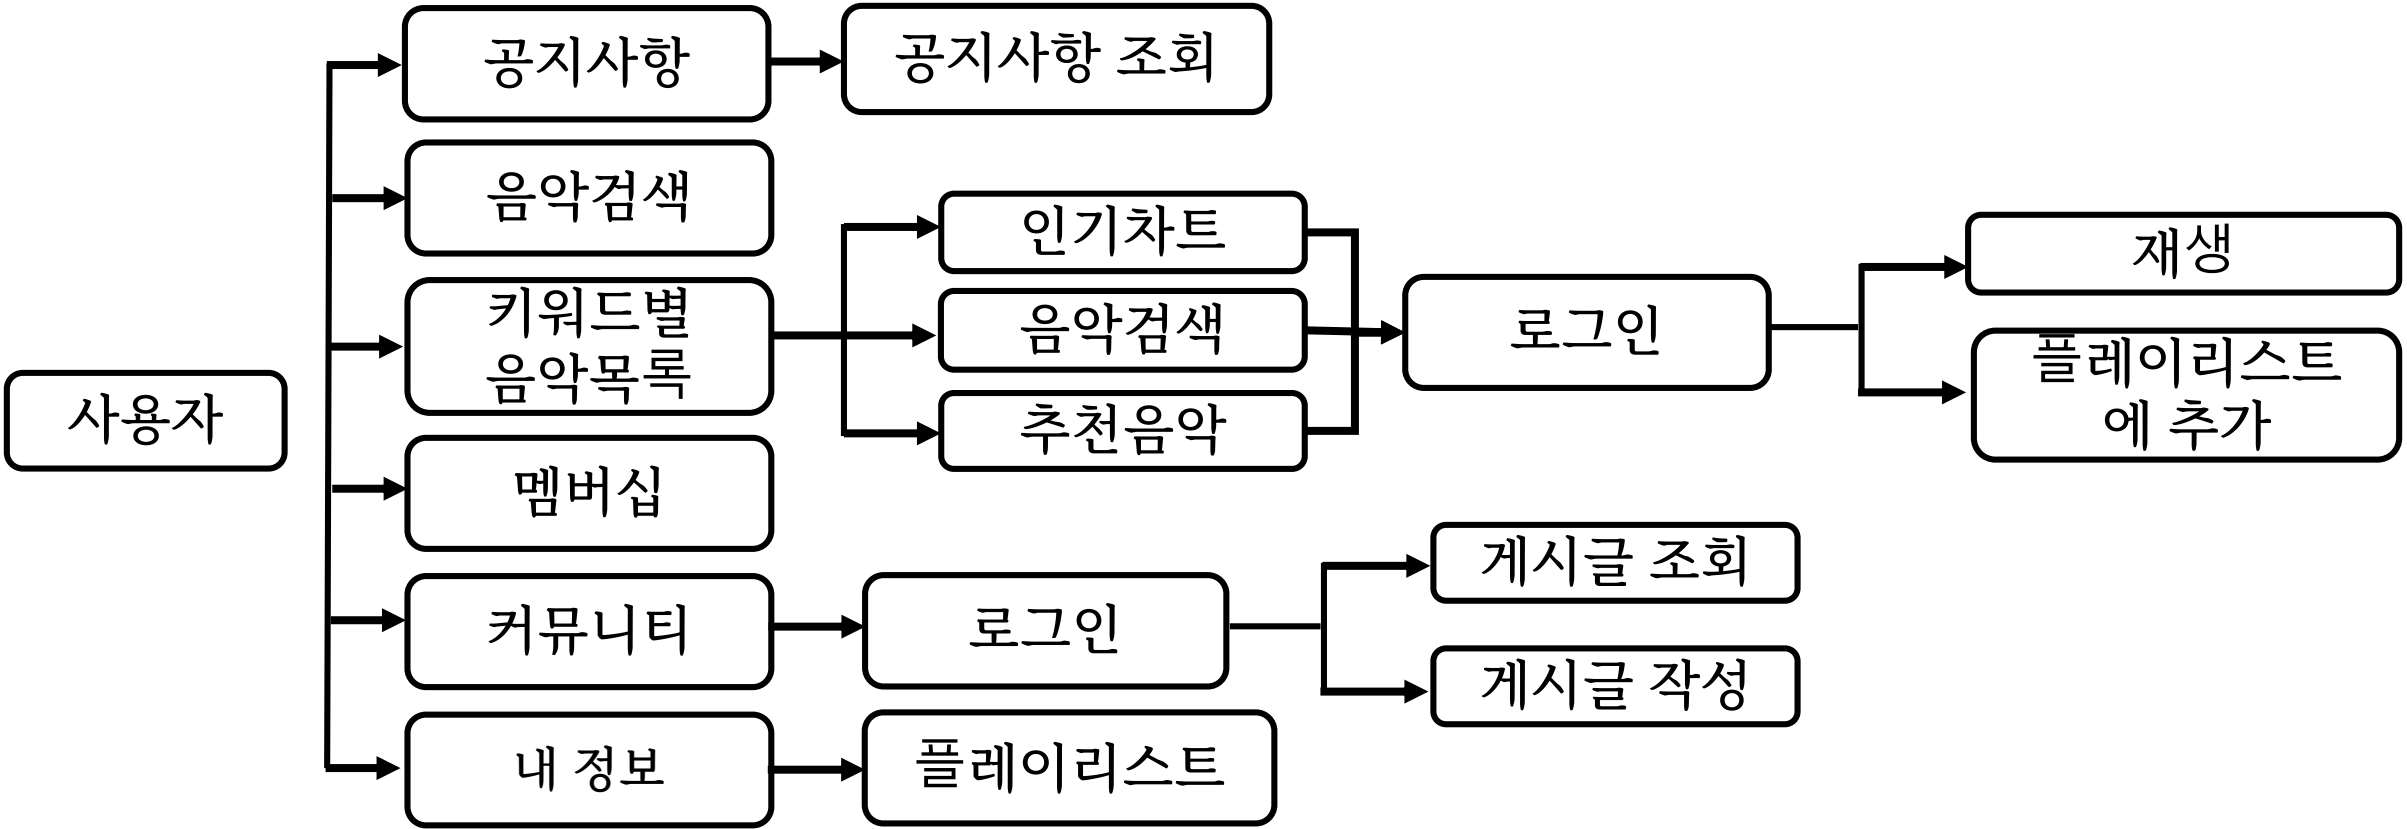 사용자
공지사항
공지사항 조회
음악검색
키워드별
음악목록
인기차트
음악검색
추천음악
로그인
재생
플레이리스트
에 추가
멤버십
커뮤니티
로그인
게시글 조회
게시글 작성
내 정보
플레이리스트